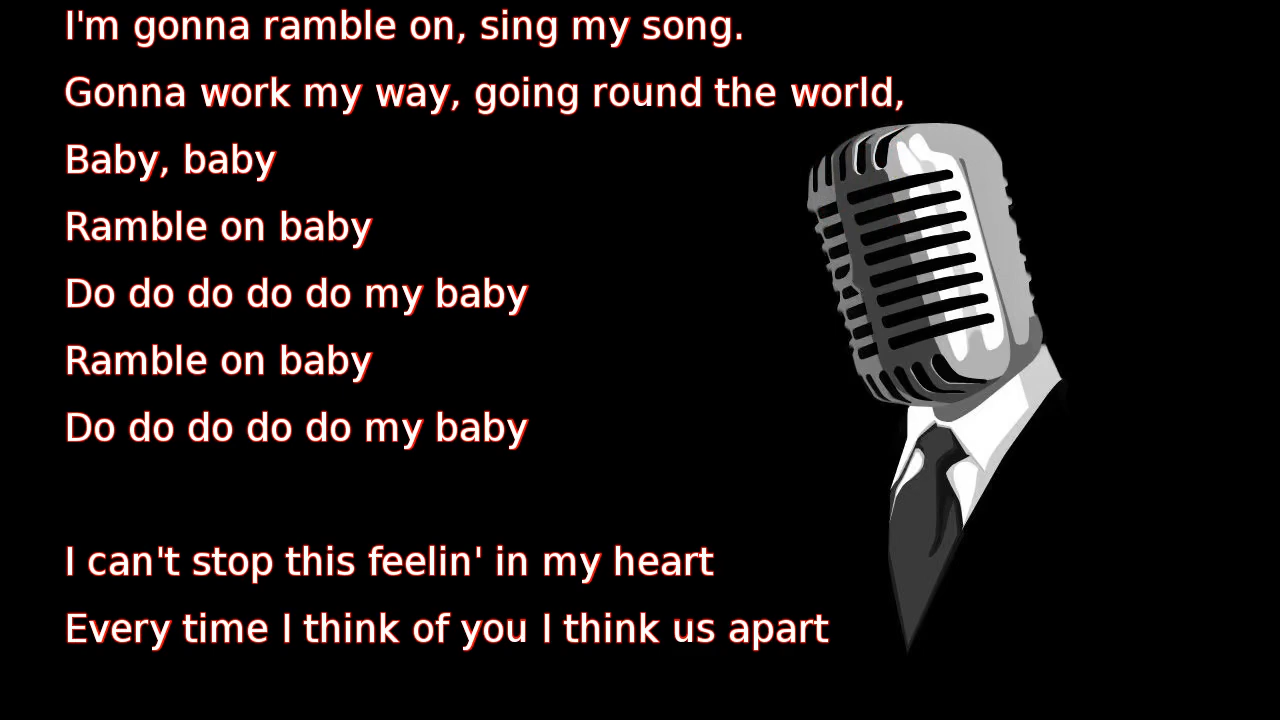 I'm gonna ramble on, sing my song.
Gonna work my way, going round the world,
Baby, baby
Ramble on baby
Do do do do do my baby
Ramble on baby
Do do do do do my baby
I can't stop this feelin' in my heart
Every time I think of you I think us apart